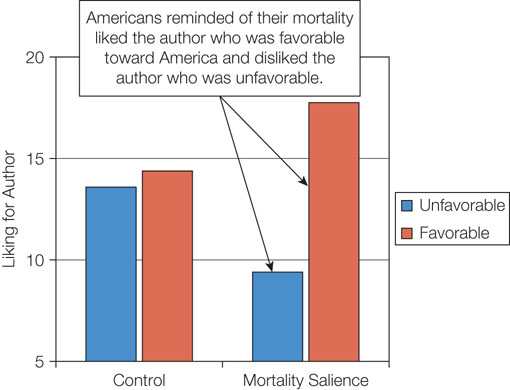 Americans reminded of their mortality
liked the author who was favorable
toward America and disliked the
author who was unfavorable.
20
15
10
5
Liking for Author
Control
Mortality Salience
Unfavorable
Favorable